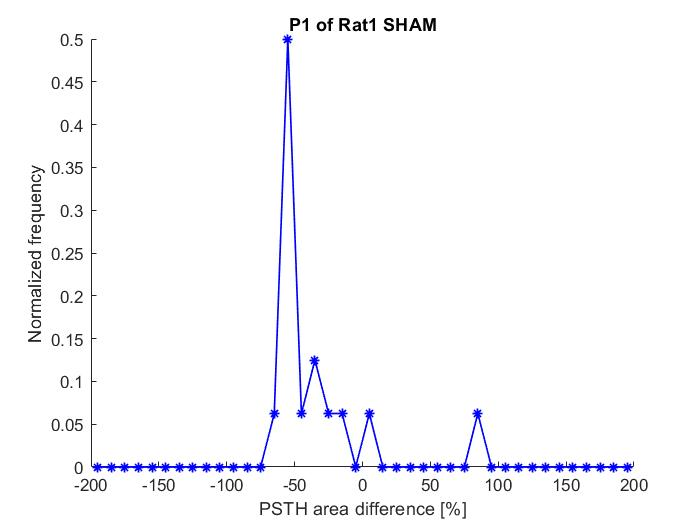 P1 of Rat1 SHAM
0.5
0.45
0.4
0.35
0.3
0.25
0.2
0.15
0.1
0.05
0
Normalized frequency
-200 -150 -100 -50 0 50 100 150 200
PSTH area difference [%]